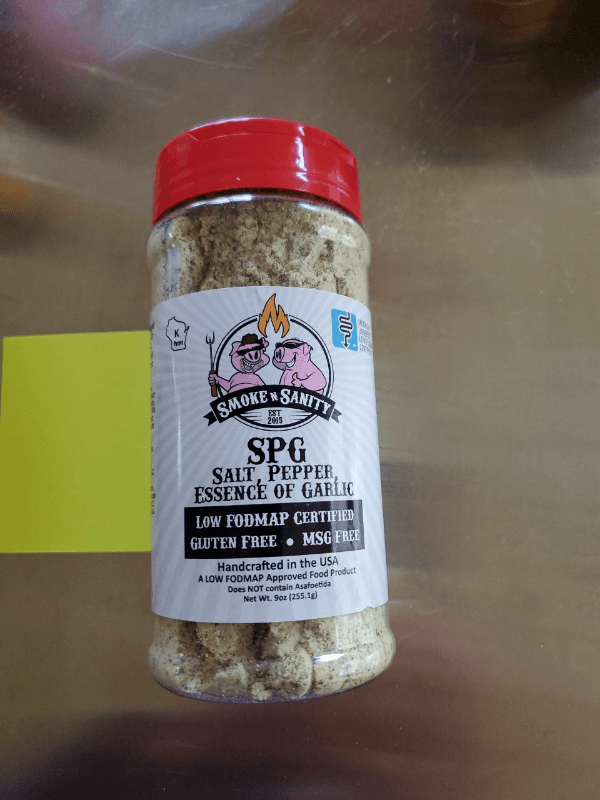 K
Parve
SMOKE N SANITY
EST
2015
SPG
SALT, PEPPER,
ESSENCE OF GARLIC
LOW FODMAP CERTIFIED
GLUTEN FREE • MSG FREE
Handcrafted in the USA
A LOW FODMAP Approved Food Product
Does NOT contain Asafoetida
Net Wt. 9oz (255.1g)